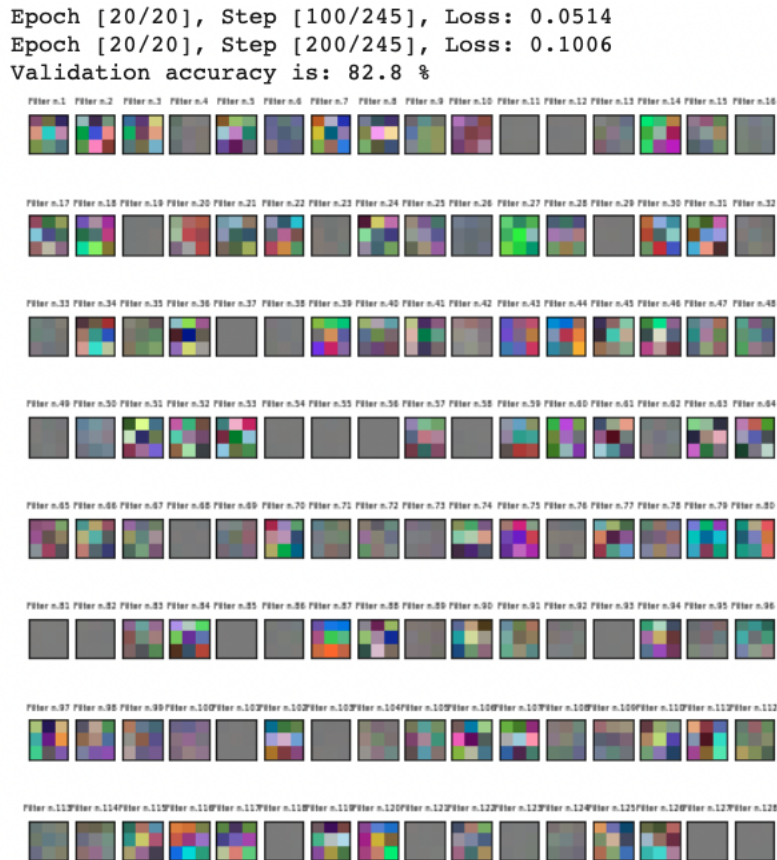 Epoch [20/20], Step [100/245], Loss: 0.0514
Epoch [20/20], Step [200/245], Loss: 0.1006
Validation accuracy is: 82.8 %
Filter n.1 Filter n.2 Filter n.3 Filter n.4 Filter n.5 Filter n.6 Filter n.7 Filter n.8 Filter n.9 Filter n.10 Filter n.11 Filter n.12 Filter n.13 Filter n.14 Filter n.15 Filter n.16
Filter n.17 Filter n.18 Filter n.19 Filter n.20 Filter n.21 Filter n.22 Filter n.23 Filter n.24 Filter n.25 Filter n.26 Filter n.27 Filter n.28 Filter n.29 Filter n.30 Filter n.31 Filter n.32
Filter n.33 Filter n.34 Filter n.35 Filter n.36 Filter n.37 Filter n.38 Filter n.39 Filter n.40 Filter n.41 Filter n.42 Filter n.43 Filter n.44 Filter n.45 Filter n.46 Filter n.47 Filter n.48
Filter n.49 Filter n.50 Filter n.51 Filter n.52 Filter n.53 Filter n.54 Filter n.55 Filter n.56 Filter n.57 Filter n.58 Filter n.59 Filter n.60 Filter n.61 Filter n.62 Filter n.63 Filter n.64
Filter n.65 Filter n.66 Filter n.67 Filter n.68 Filter n.69 Filter n.70 Filter n.71 Filter n.72 Filter n.73 Filter n.74 Filter n.75 Filter n.76 Filter n.77 Filter n.78 Filter n.79 Filter n.80
Filter n.81 Filter n.82 Filter n.83 Filter n.84 Filter n.85 Filter n.86 Filter n.87 Filter n.88 Filter n.89 Filter n.90 Filter n.91 Filter n.92 Filter n.93 Filter n.94 Filter n.95 Filter n.96
Filter n.97 Filter n.98 Filter n.99 Filter n.100 Filter n.101 Filter n.102 Filter n.103 Filter n.104 Filter n.105 Filter n.106 Filter n.107 Filter n.108 Filter n.109 Filter n.110 Filter n.111 Filter n.112
Filter n.113 Filter n.114 Filter n.115 Filter n.116 Filter n.117 Filter n.118 Filter n.119 Filter n.120 Filter n.121 Filter n.122 Filter n.123 Filter n.124 Filter n.125 Filter n.126 Filter n.127 Filter n.128